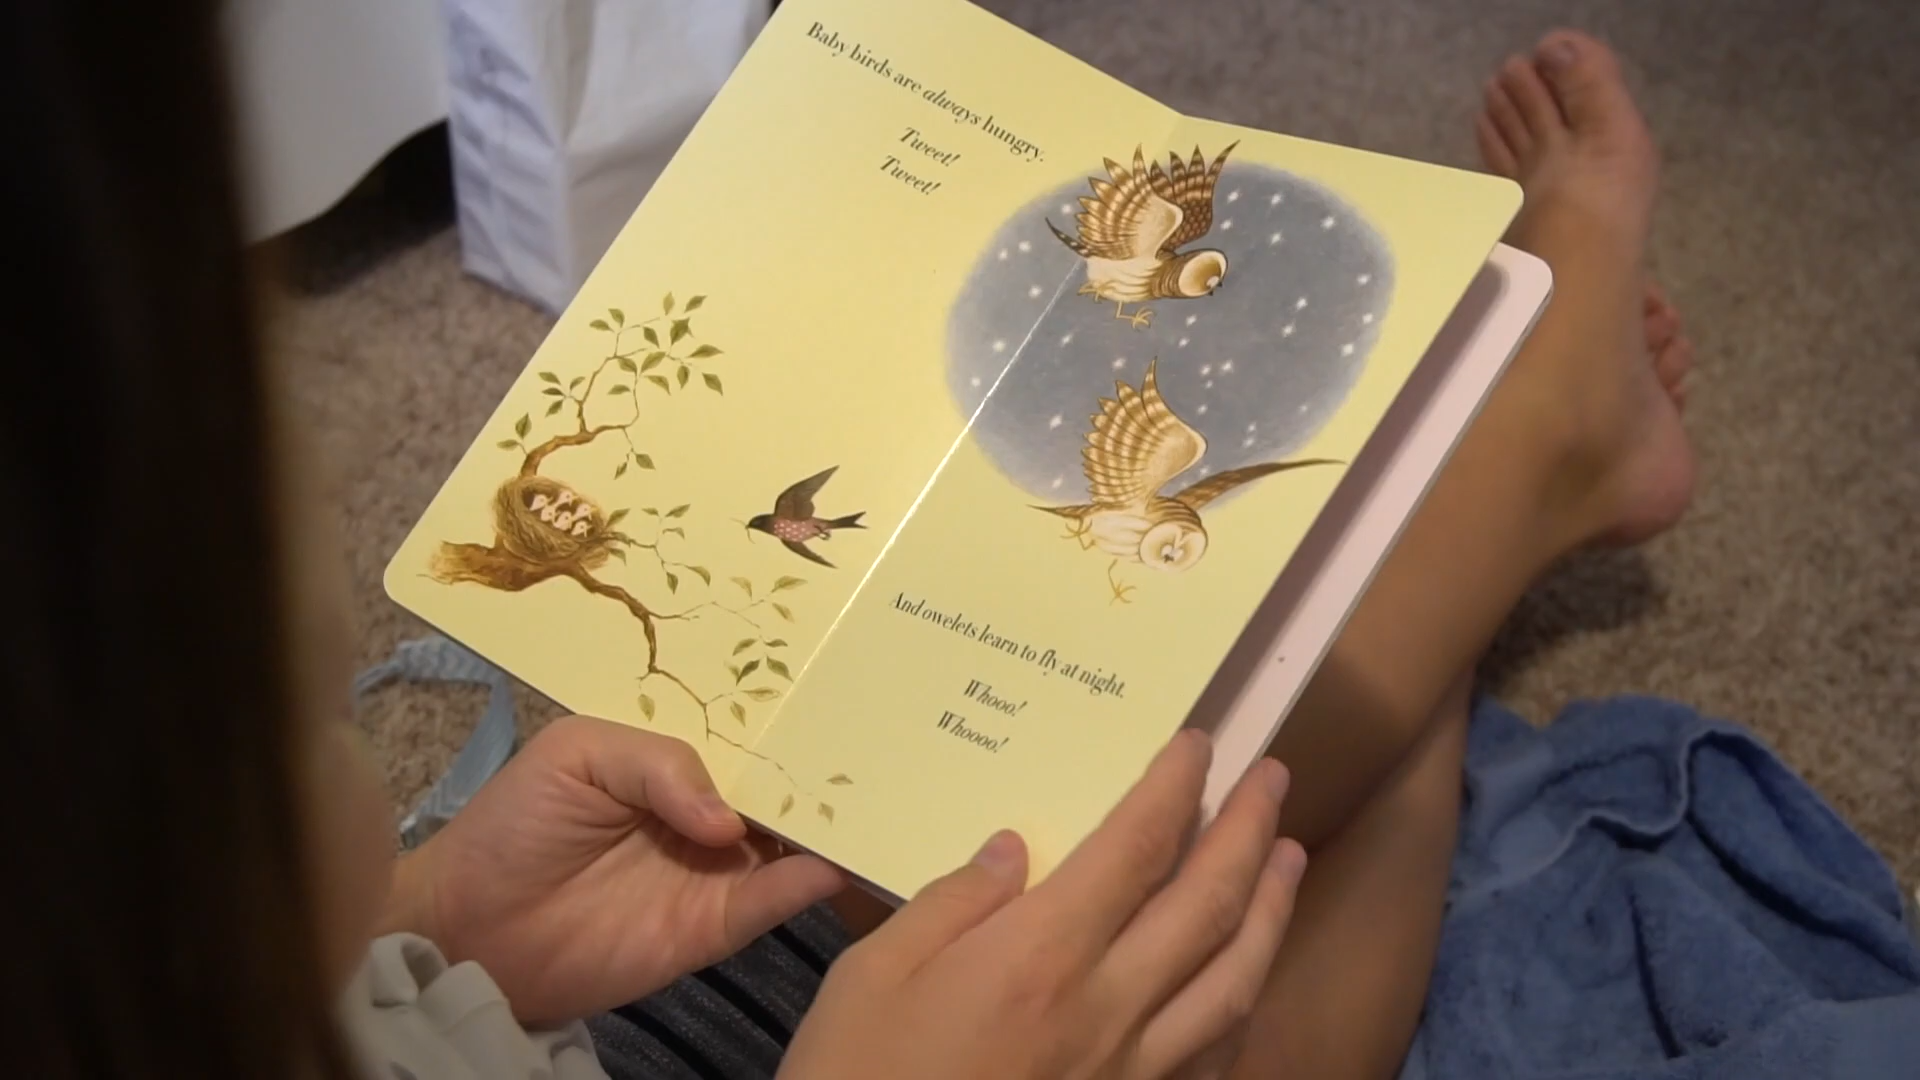 Baby birds are always hungry.
Tweet!
Tweet!
And owelets learn to fly at night.
Whooo!
Whoooo!